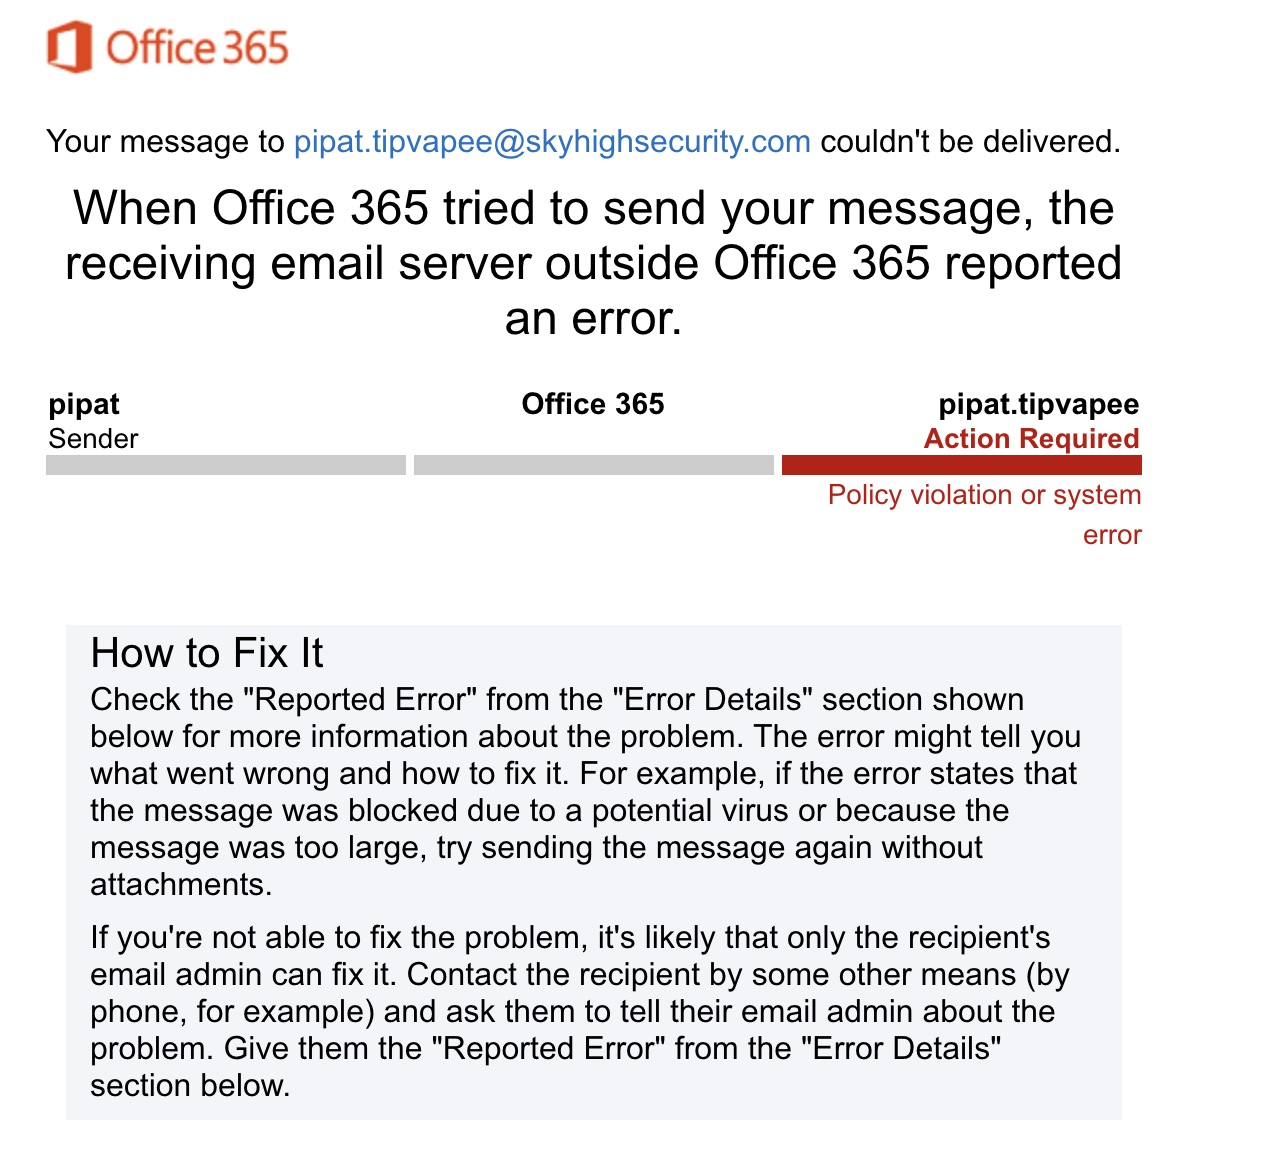 Office 365
Your message to pipat.tipvapee@skyhighsecurity.com couldn't be delivered.
When Office 365 tried to send your message, the
receiving email server outside Office 365 reported
an error.
pipat Office 365 pipat.tipvapee
Sender Action Required
Policy violation or system
error
How to Fix It
Check the "Reported Error" from the "Error Details" section shown
below for more information about the problem. The error might tell you
what went wrong and how to fix it. For example, if the error states that
the message was blocked due to a potential virus or because the
message was too large, try sending the message again without
attachments.
If you're not able to fix the problem, it's likely that only the recipient's
email admin can fix it. Contact the recipient by some other means (by
phone, for example) and ask them to tell their email admin about the
problem. Give them the "Reported Error" from the "Error Details"
section below.